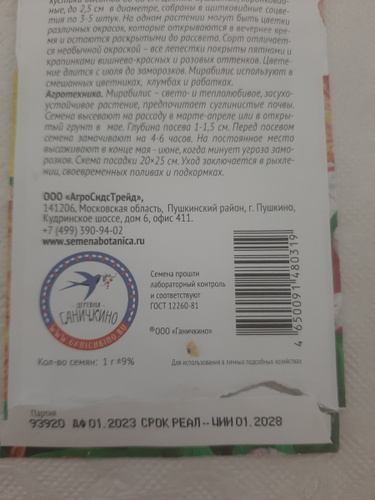 до 2,5 см в диаметре, собраны в щитковидные соцве-
тия по 3-5 штук. На одном растении могут быть цветки
различных окрасок, которые открываются в вечернее вре-
мя и остаются раскрытыми до рассвета. Сорт отличает-
ся необычной окраской – все лепестки покрыты пятнами и
крапинками вишнево-красных и розовых оттенков. Цвете-
ние длится с июля до заморозков. Мирабилис используют в
смешанных цветниках, клумбах и рабатках.
Агротехника. Мирабилис – свето- и теплолюбивое, засухо-
устойчивое растение, предпочитает суглинистые почвы.
Семена высевают на рассаду в марте-апреле или в откры-
тый грунт в мае. Глубина посева 1-1,5 см. Перед посевом
семена замачивают на 4-6 часов. На постоянное место
высаживают в конце мая - июне, когда минует угроза замо-
розков. Схема посадки 20×25 см. Уход заключается в рыхле-
нии, своевременных поливах и подкормках.
ООО «АгроСидсТрейд»,
141206, Московская область, Пушкинский район, г. Пушкино,
Кудринское шоссе, дом 6, офис 411.
+7 (499) 390-94-02
www.semenabotanica.ru
ДЕРЕВНЯ
ГАНИЧКИНО
WWW.GANICHKINO.RU
Семена прошли
лабораторный контроль
и соответствуют
ГОСТ 12260-81
®ООО «Ганичкино»
4 650091 480319
Кол-во семян: 1 г ±9%
Для использования в личных подсобных хозяйствах
Партия
93920 ДФ 01.2023 СРОК РЕАЛ-- ЦИИ 01.2028